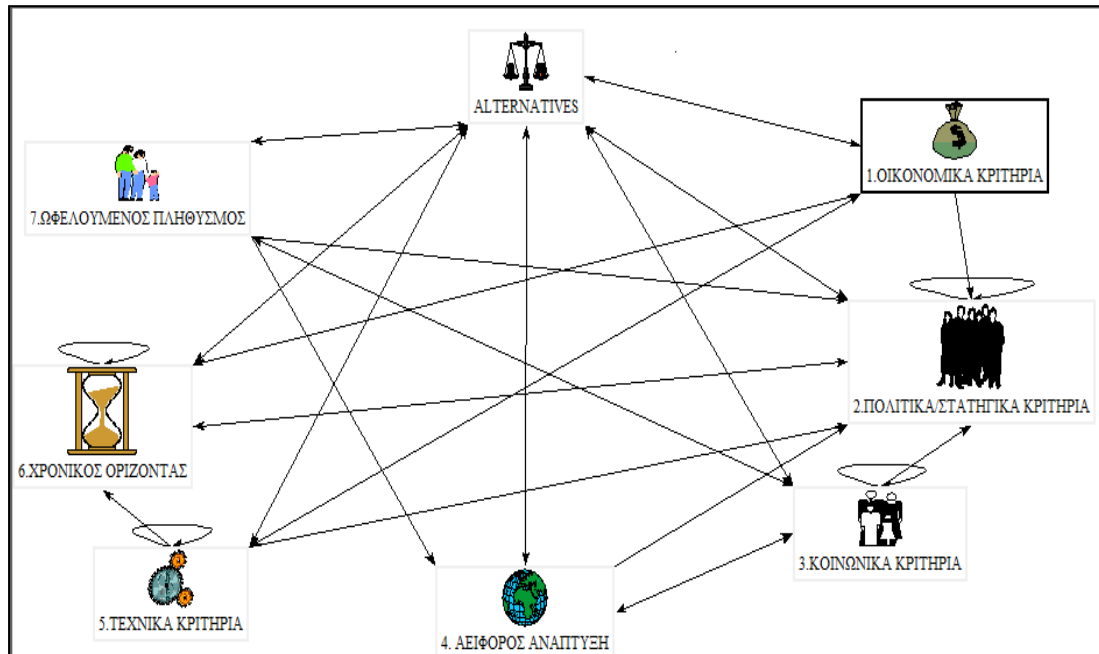 ALTERNATIVES
1.ΟΙΚΟΝΟΜΙΚΑ ΚΡΙΤΗΡΙΑ
7.ΩΦΕΛΟΥΜΕΝΟΣ ΠΛΗΘΥΣΜΟΣ
2.ΠΟΛΙΤΙΚΑ/ΣΤΑΤΗΓΙΚΑ ΚΡΙΤΗΡΙΑ
6.ΧΡΟΝΙΚΟΣ ΟΡΙΖΟΝΤΑΣ
3.ΚΟΙΝΩΝΙΚΑ ΚΡΙΤΗΡΙΑ
5.ΤΕΧΝΙΚΑ ΚΡΙΤΗΡΙΑ
4. ΑΕΙΦΟΡΟΣ ΑΝΑΠΤΥΞΗ